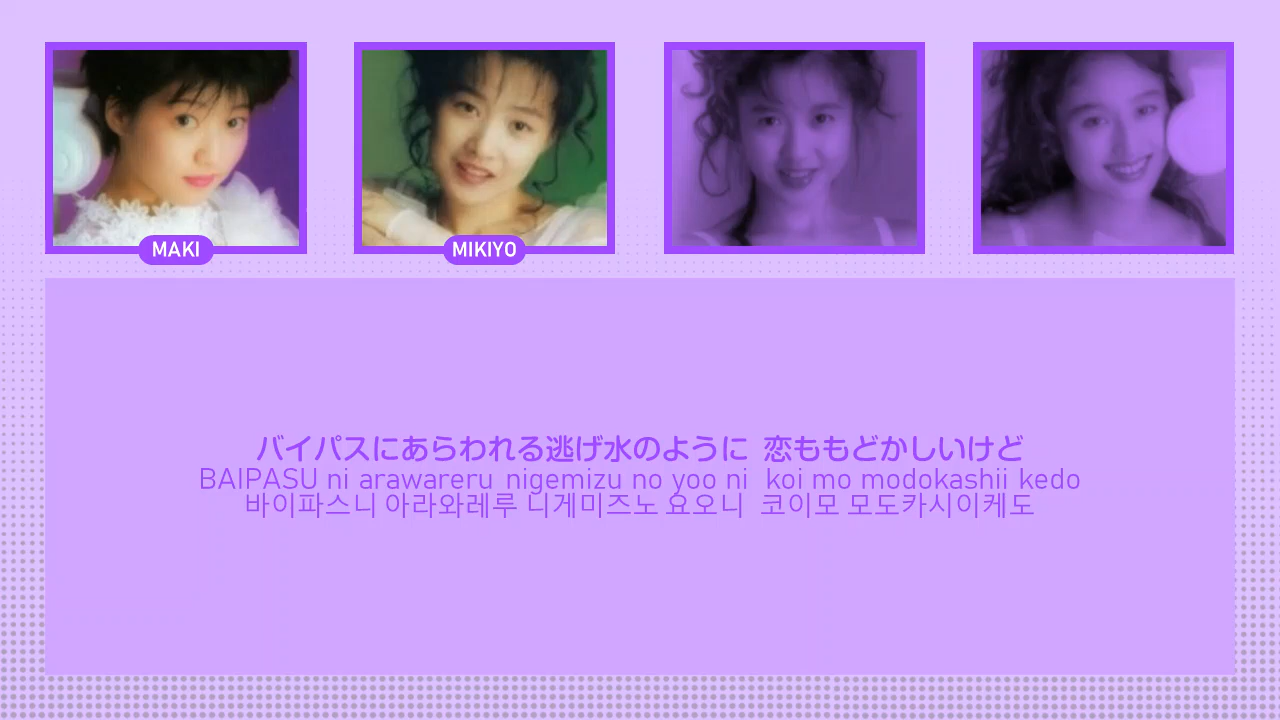 MAKI
MIKIYO
バイパスにあらわれる逃げ水のように 恋ももどかしいけど
BAIPASU ni arawareru nigemizu no yoo ni koi mo modokashii kedo
바이파스니 아라와레루 니게미즈노 요오니 코이모 모도카시이케도